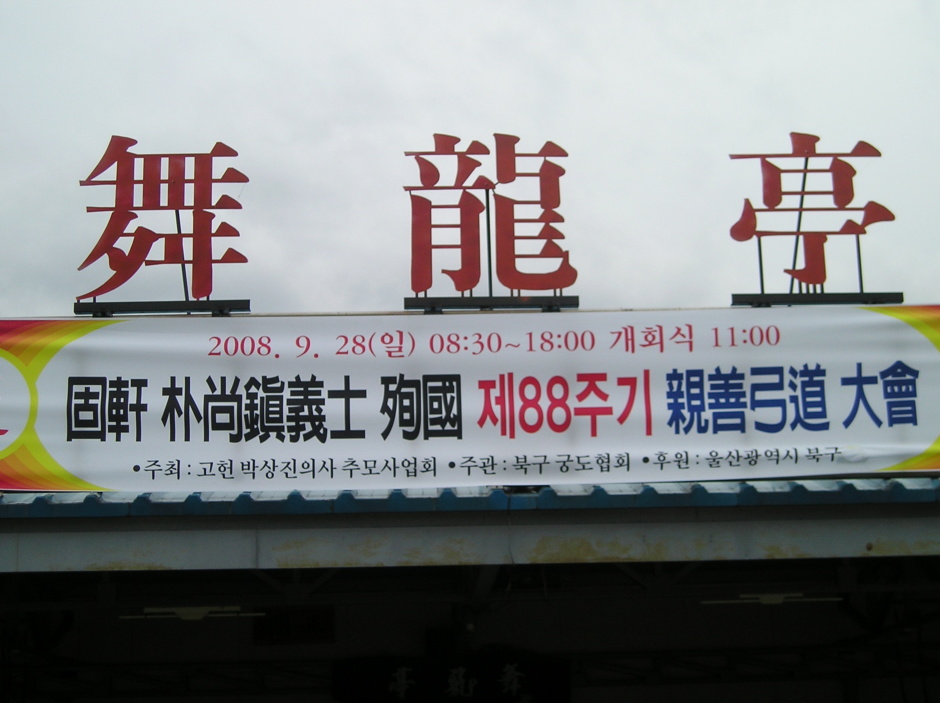 舞龍亭
2008. 9. 28(일) 08:30~18:00 개회식 11:00
固軒 朴尚鎭義士 殉國 제88주기 親善弓道 大會
•주최 : 고헌 박상진의사 추모사업회 •주관 : 북구 궁도협회 •후원 : 울산광역시 북구
亭龍舞